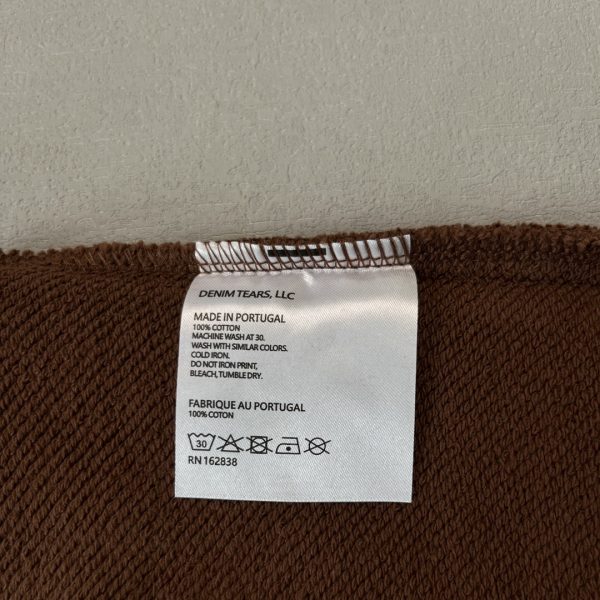 DENIM TEARS, LLC
MADE IN PORTUGAL
100% COTTON
MACHINE WASH AT 30.
WASH WITH SIMILAR COLORS.
COLD IRON.
DO NOT IRON PRINT,
BLEACH, TUMBLE DRY.
FABRIQUE AU PORTUGAL
100% COTON
30
RN 162838